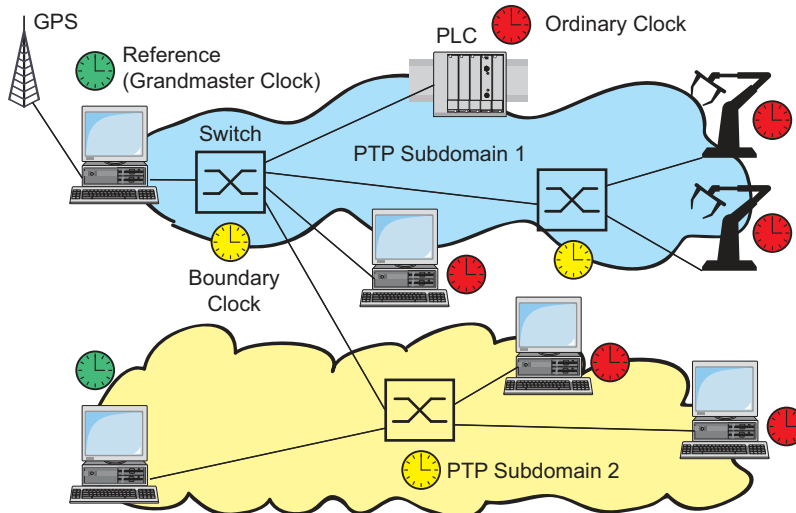 GPS
Reference
(Grandmaster Clock)
PLC
Ordinary Clock
Switch
PTP Subdomain 1
Boundary
Clock
PTP Subdomain 2